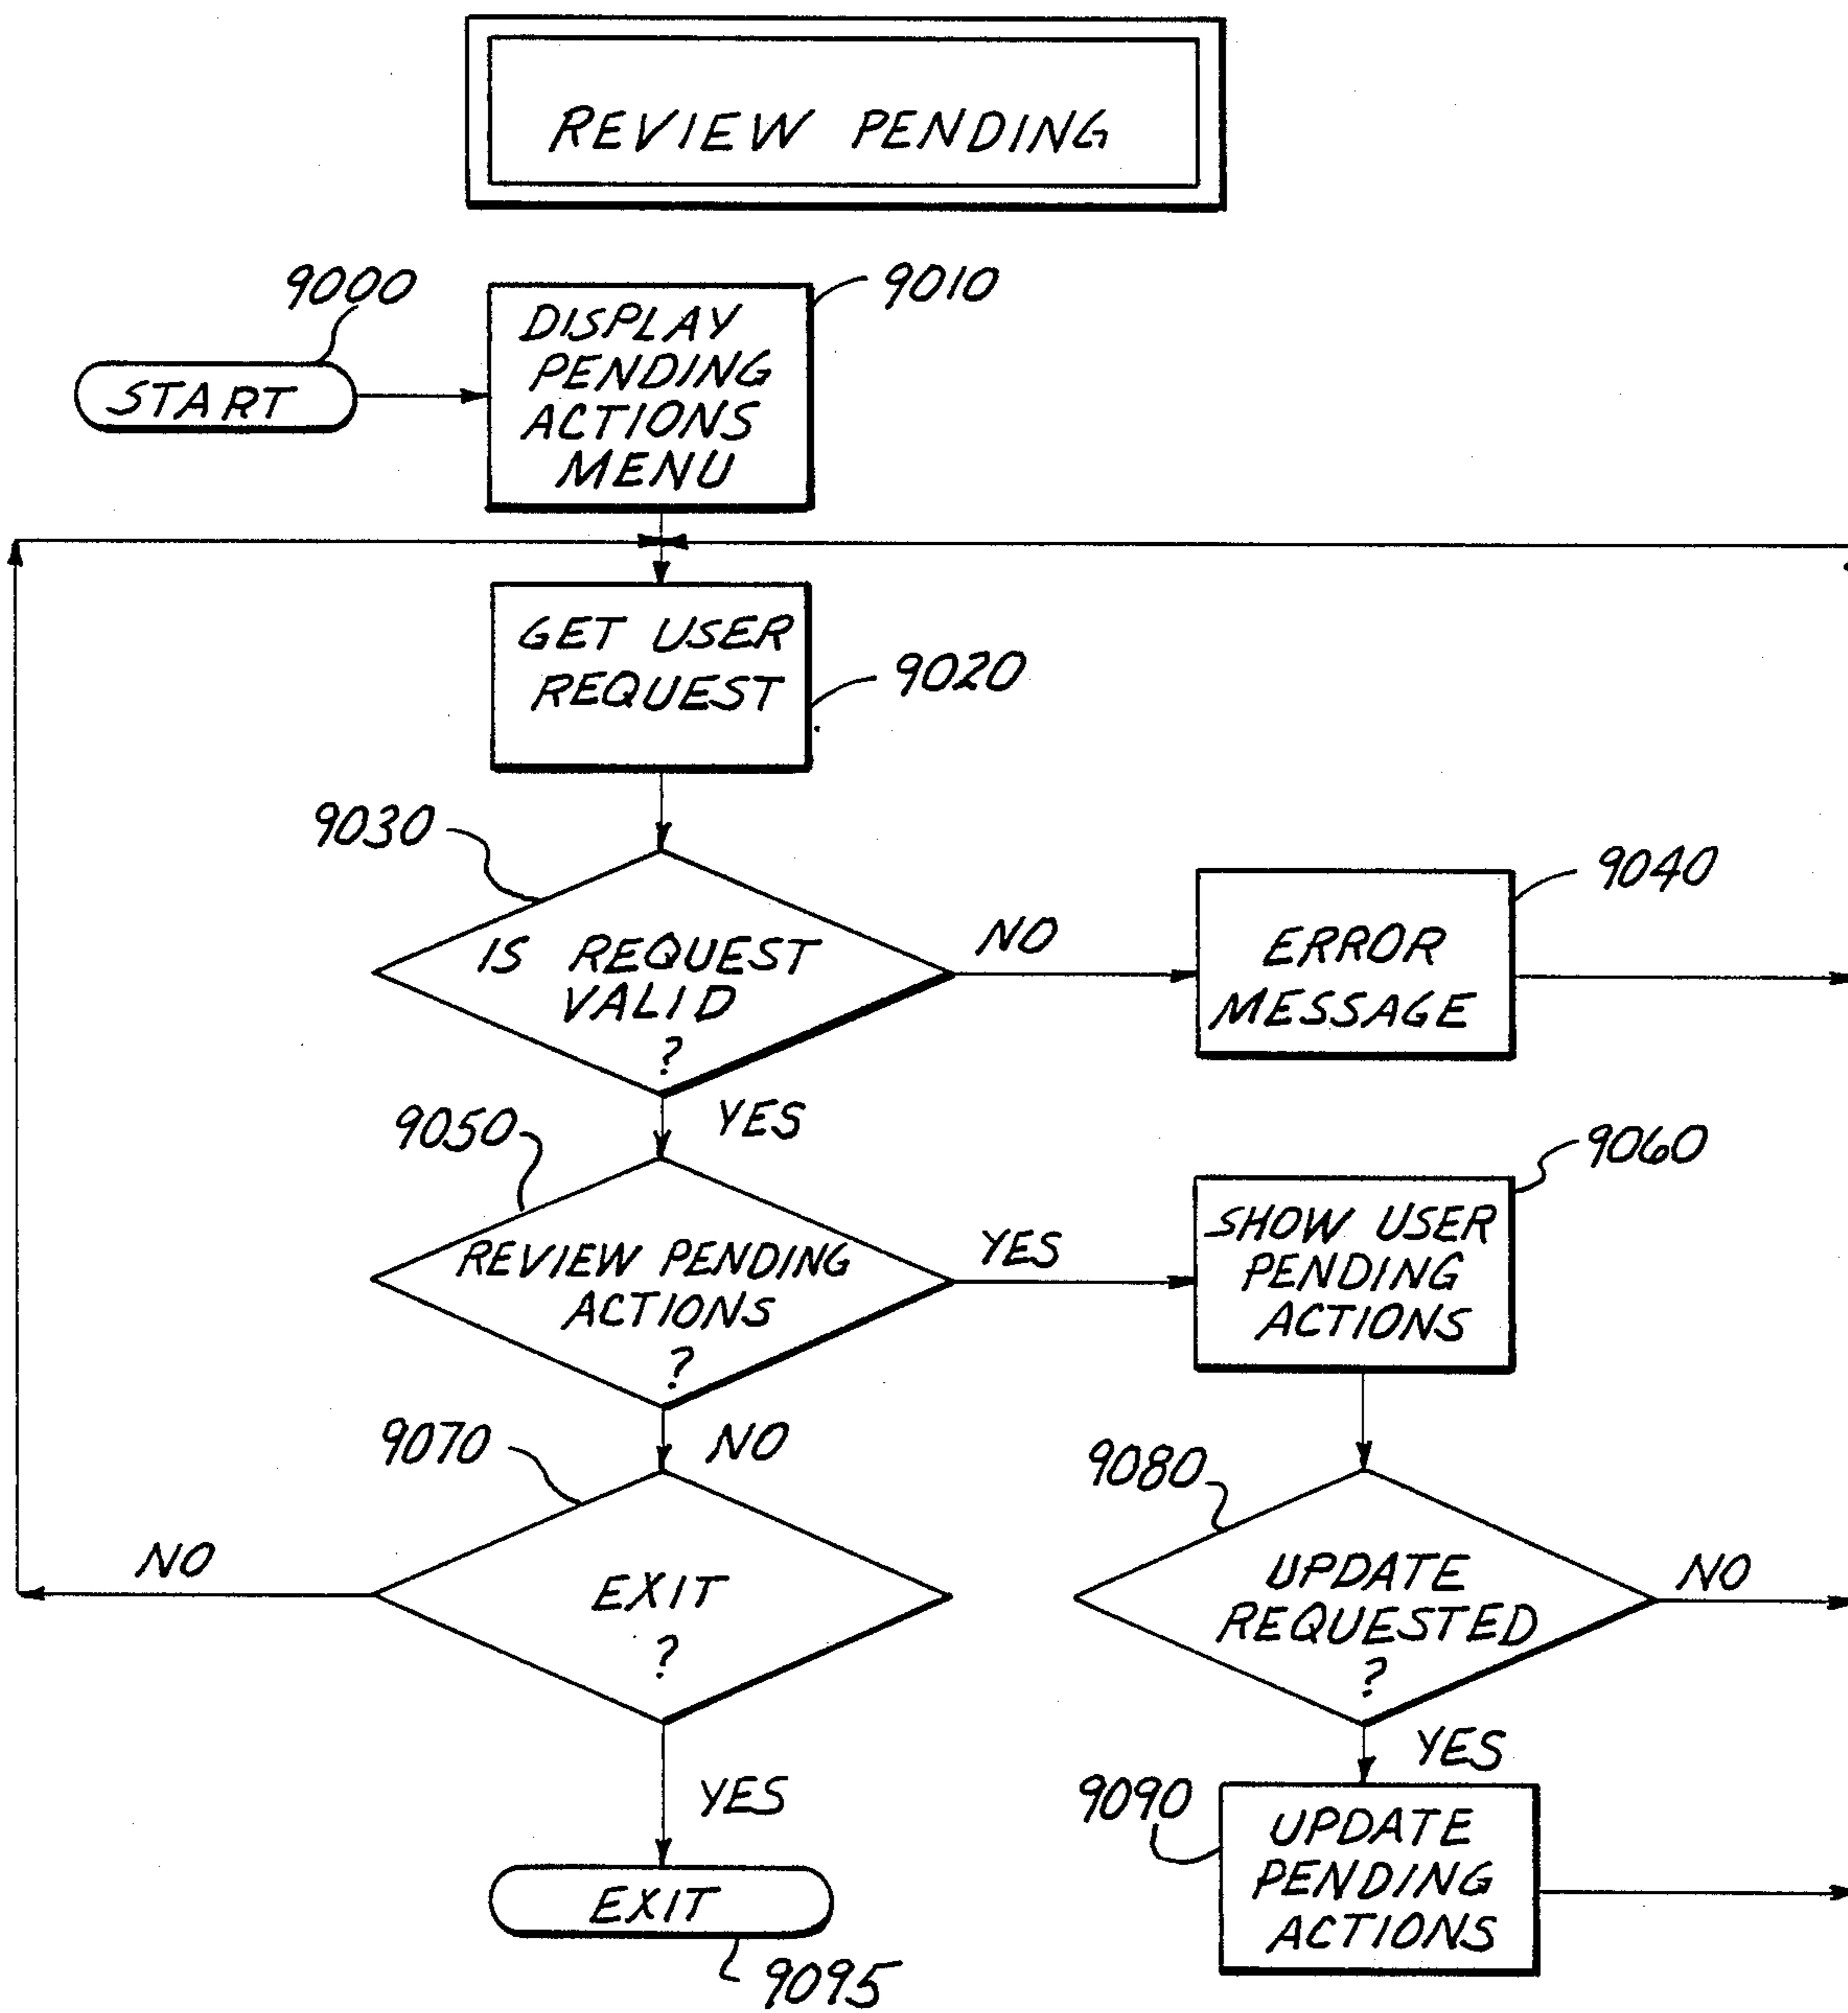 REVIEW PENDING
9000
START
9010
DISPLAY
PENDING
ACTIONS
MENU
GET USER
REQUEST
9020
9030
IS REQUEST
VALID
?
NO
9040
ERROR
MESSAGE
YES
9050
REVIEW PENDING
ACTIONS
?
YES
9060
SHOW USER
PENDING
ACTIONS
NO
9070
EXIT
?
NO
9080
UPDATE
REQUESTED
?
NO
YES
9090
UPDATE
PENDING
ACTIONS
YES
EXIT
9095